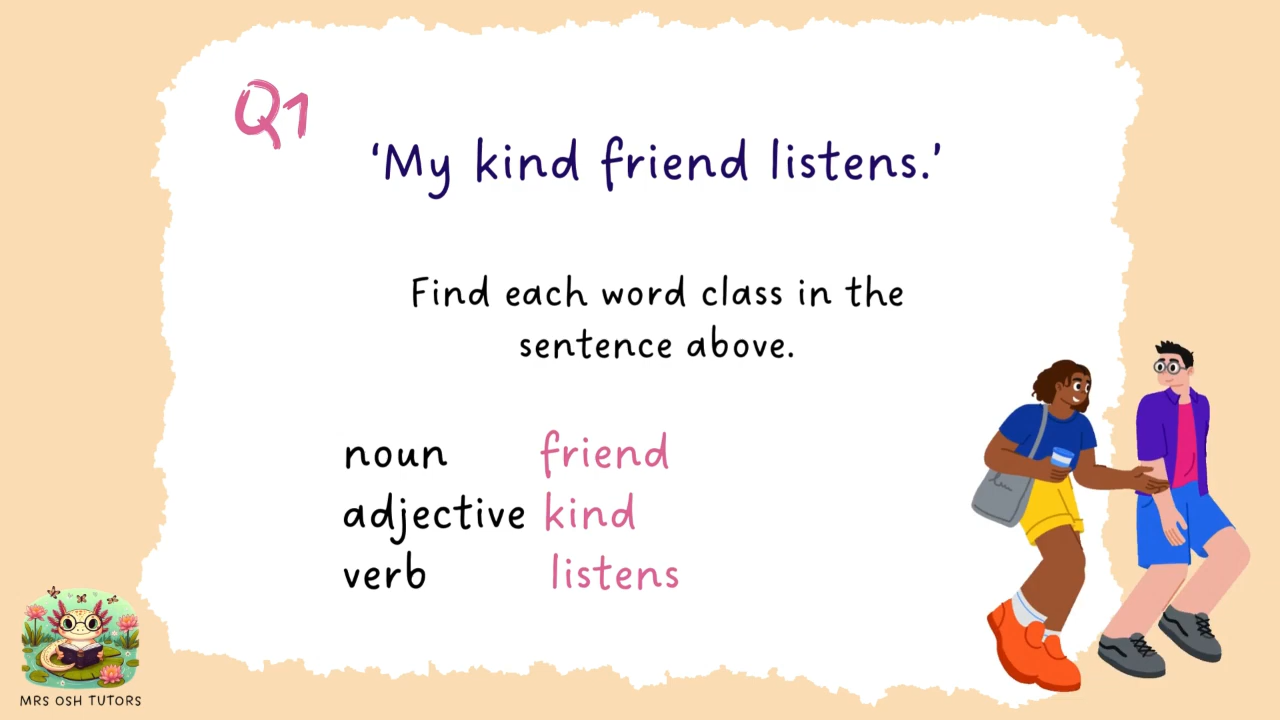 Q1
‘My kind friend listens.’
Find each word class in the
sentence above.
noun friend
adjective kind
verb listens
MRS OSH TUTORS